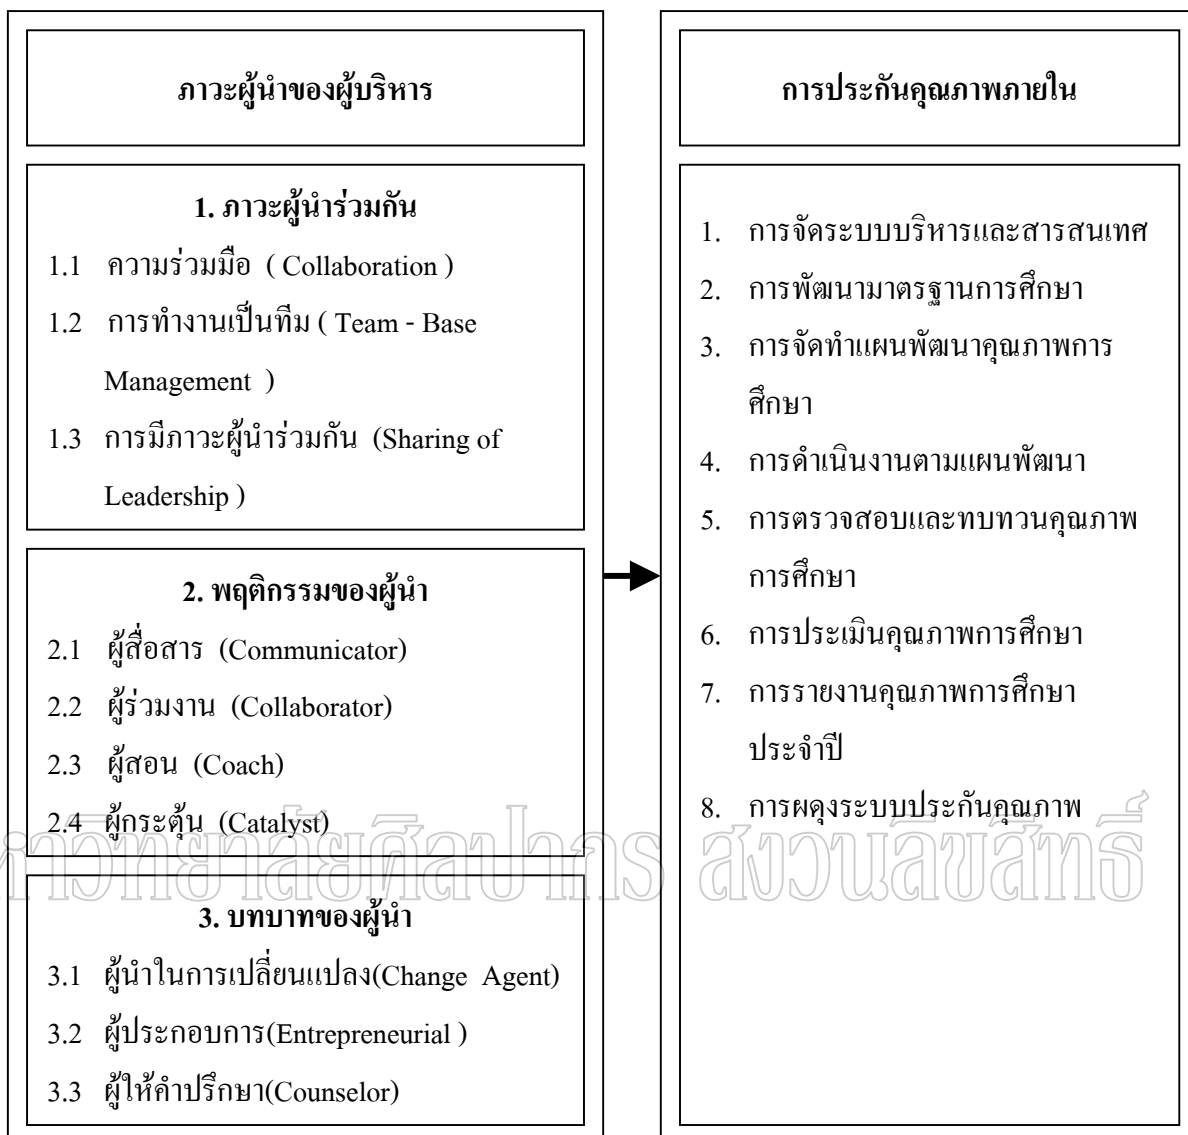 ภาวะผู้นำของผู้บริหาร
1. ภาวะผู้นำร่วมกัน
1.1 ความร่วมมือ ( Collaboration )
1.2 การทำงานเป็นทีม ( Team - Base
Management )
1.3 การมีภาวะผู้นำร่วมกัน (Sharing of
Leadership )
2. พฤติกรรมของผู้นำ
2.1 ผู้สื่อสาร (Communicator)
2.2 ผู้ร่วมงาน (Collaborator)
2.3 ผู้สอน (Coach)
2.4 ผู้กระตุ้น (Catalyst)
3. บทบาทของผู้นำ
3.1 ผู้นำในการเปลี่ยนแปลง(Change Agent)
3.2 ผู้ประกอบการ(Entrepreneurial )
3.3 ผู้ให้คำปรึกษา(Counselor)
การประกันคุณภาพภายใน
1. การจัดระบบบริหารและสารสนเทศ
2. การพัฒนามาตรฐานการศึกษา
3. การจัดทำแผนพัฒนาคุณภาพการ
ศึกษา
4. การดำเนินงานตามแผนพัฒนา
5. การตรวจสอบและทบทวนคุณภาพ
การศึกษา
6. การประเมินคุณภาพการศึกษา
7. การรายงานคุณภาพการศึกษา
ประจำปี
8. การผดุงระบบประกันคุณภาพ
หาวิทยาลัยศิลปากร สงวนลิขสิทธิ์